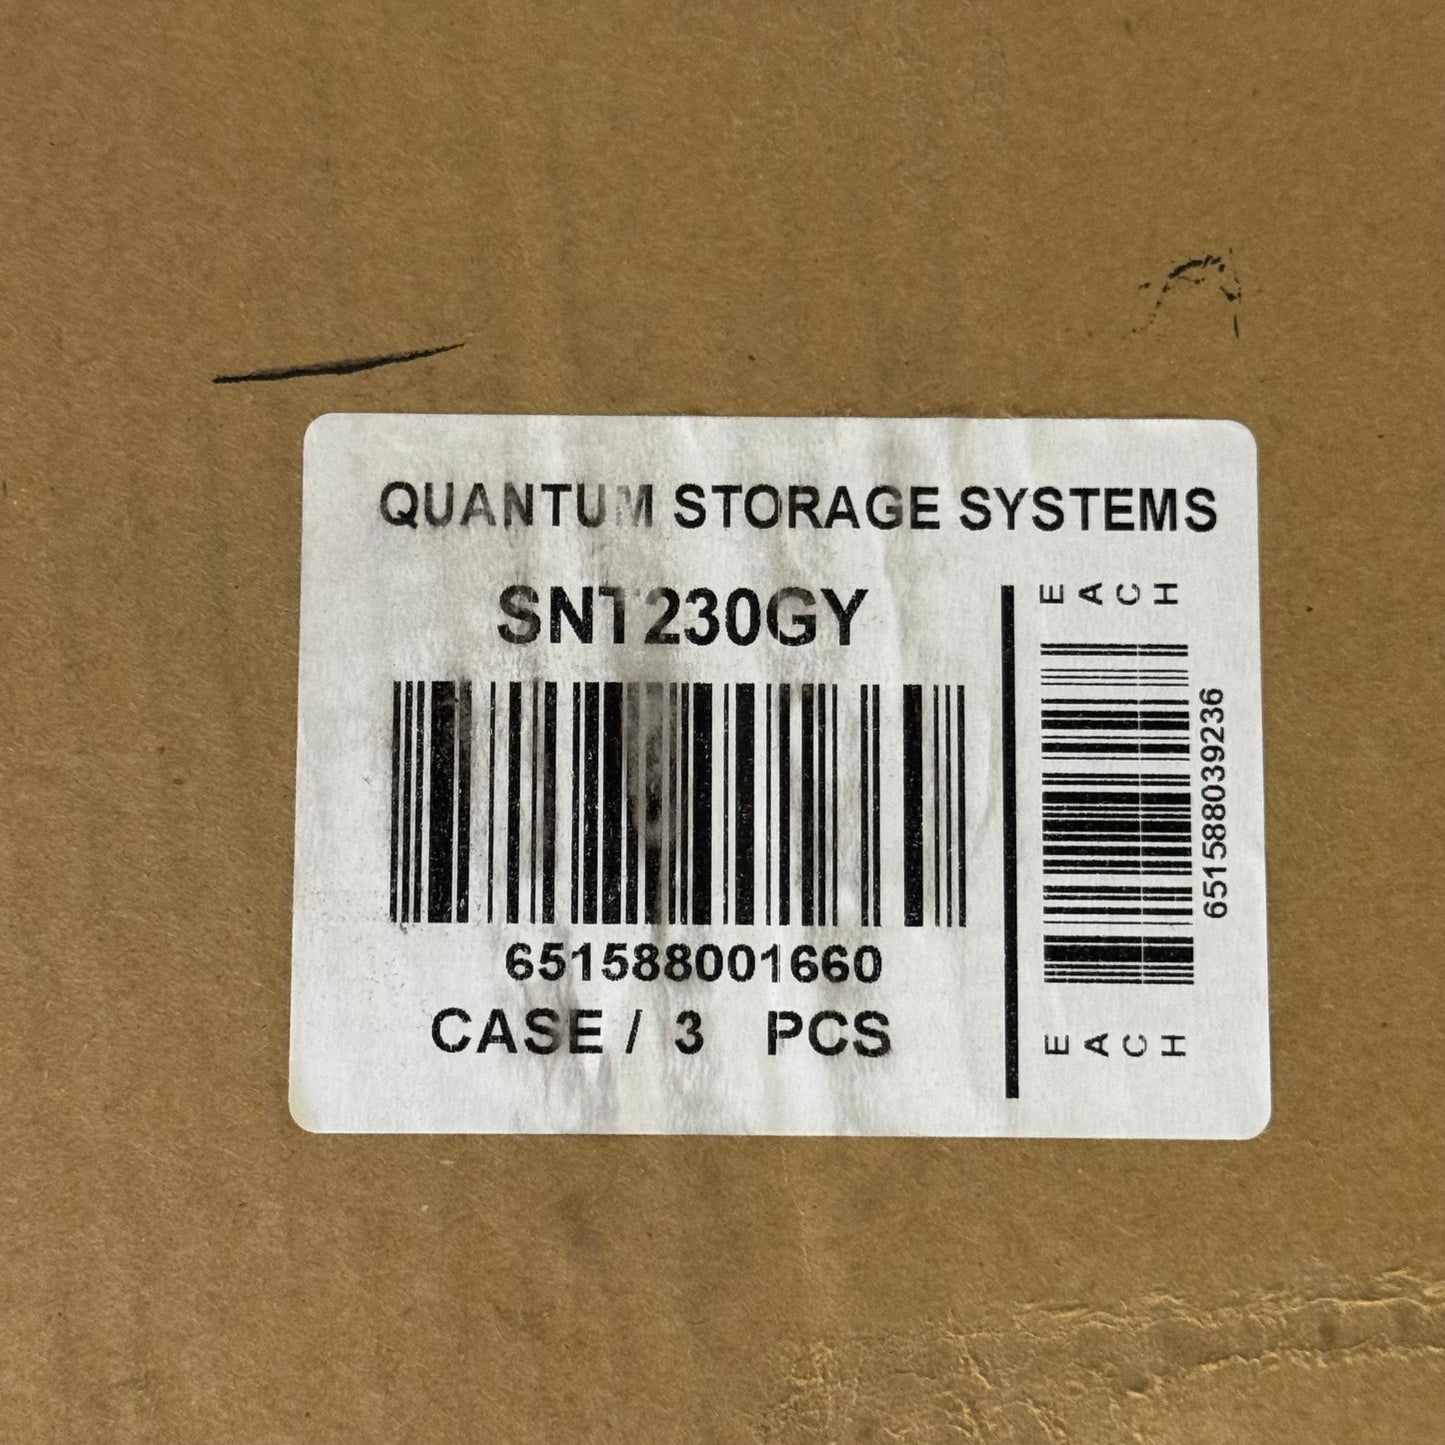 QUANTUM STORAGE SYSTEMS
SNT230GY
651588001660
CASE / 3 PCS
EACH
651588039236
EACH